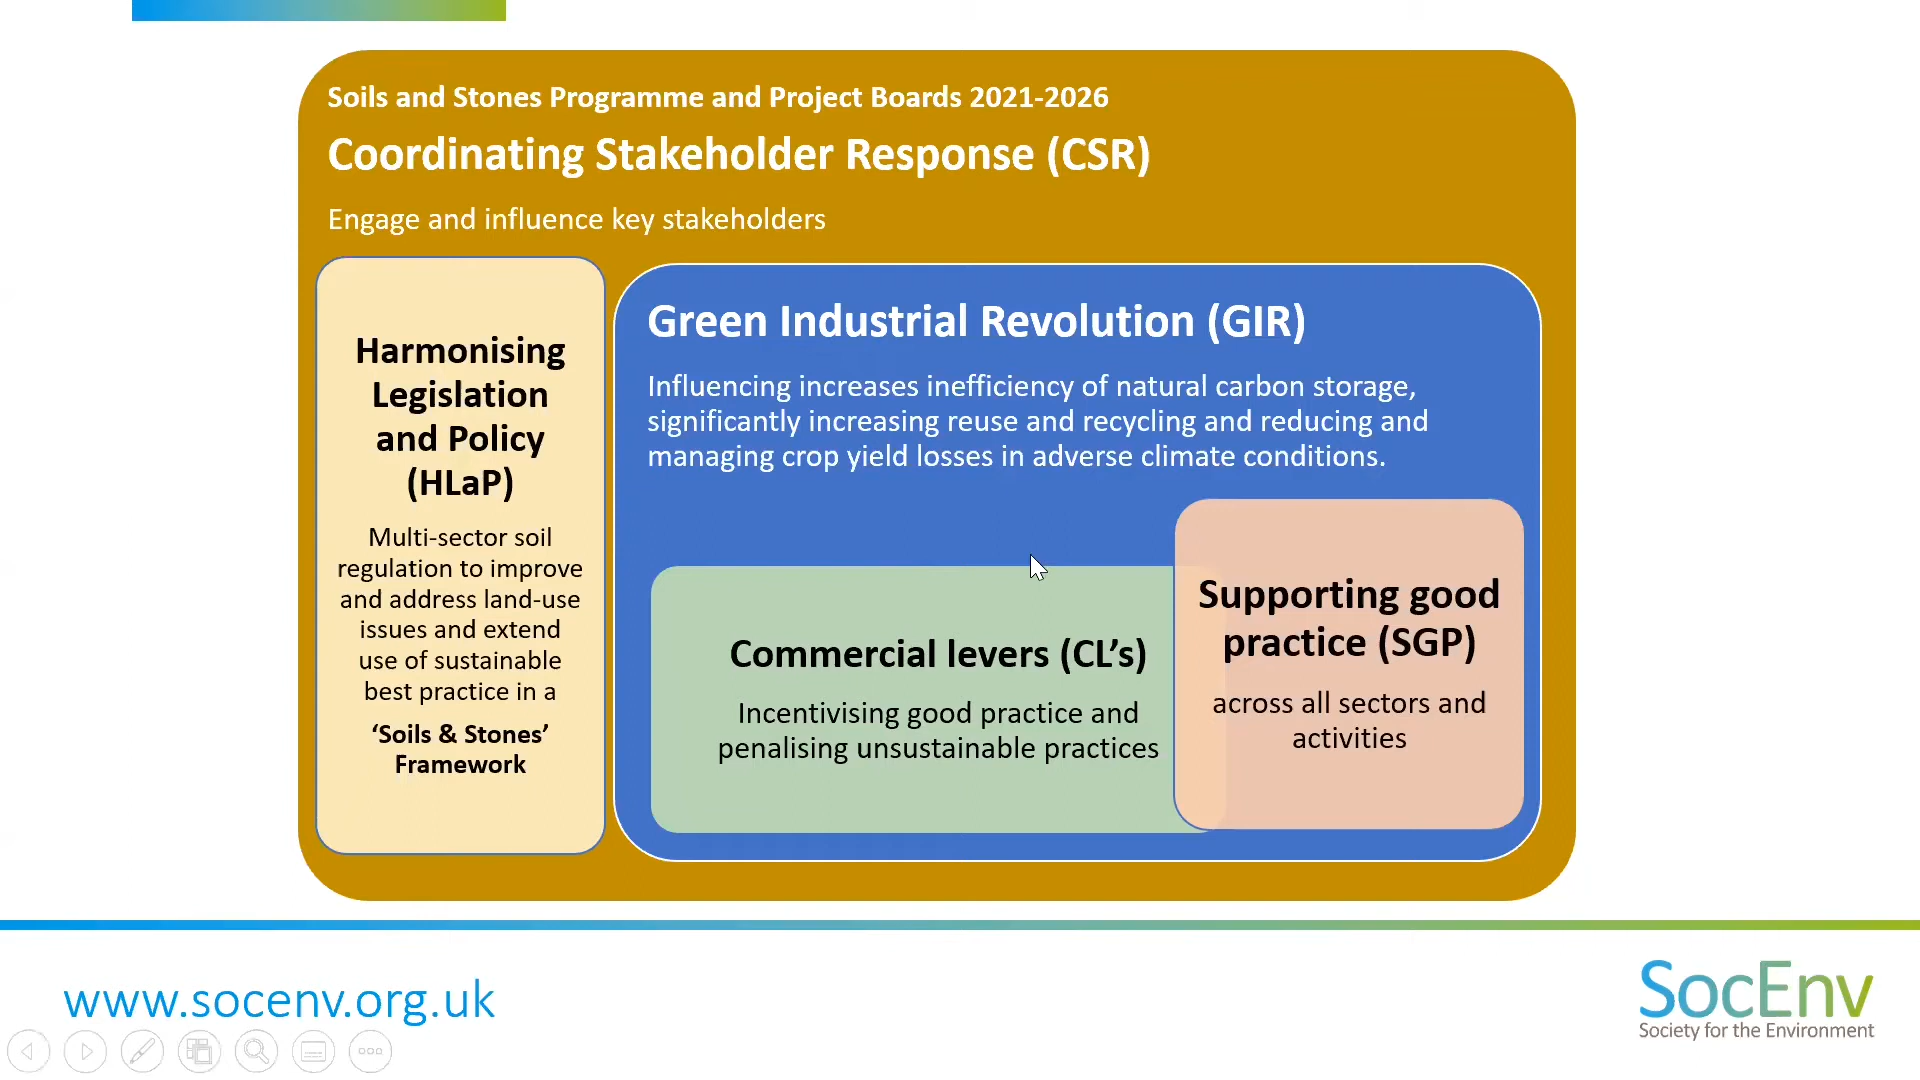 Soils and Stones Programme and Project Boards 2021-2026
Coordinating Stakeholder Response (CSR)
Engage and influence key stakeholders
Harmonising
Legislation
and Policy
(HLaP)
Multi-sector soil
regulation to improve
and address land-use
issues and extend
use of sustainable
best practice in a
‘Soils & Stones’
Framework
Green Industrial Revolution (GIR)
Influencing increases inefficiency of natural carbon storage,
significantly increasing reuse and recycling and reducing and
managing crop yield losses in adverse climate conditions.
Commercial levers (CL’s)
Incentivising good practice and
penalising unsustainable practices
Supporting good
practice (SGP)
across all sectors and
activities
www.socenv.org.uk
SocEnv
Society for the Environment